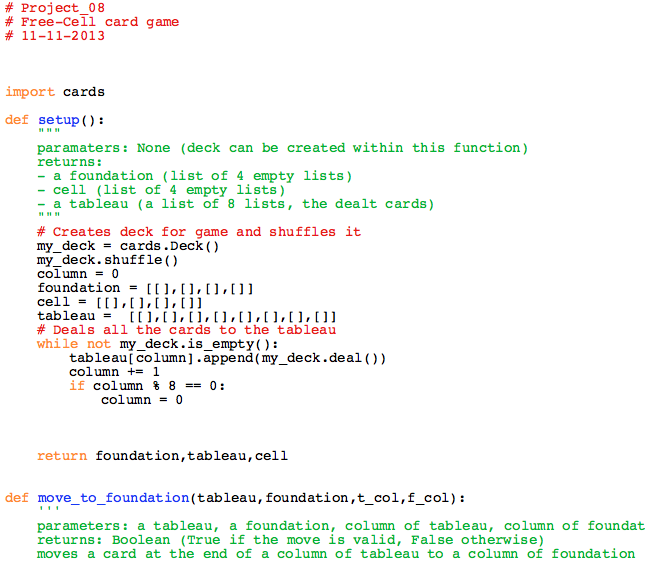 # Project_08
# Free-Cell card game
# 11-11-2013
import cards
def setup():
"""
paramaters: None (deck can be created within this function)
returns:
- a foundation (list of 4 empty lists)
- cell (list of 4 empty lists)
- a tableau (a list of 8 lists, the dealt cards)
"""
# Creates deck for game and shuffles it
my_deck = cards.Deck()
my_deck.shuffle()
column = 0
foundation = [[],[],[],[]]
cell = [[],[],[],[]]
tableau =  [[],[],[],[],[],[],[],[]]
# Deals all the cards to the tableau
while not my_deck.is_empty():
tableau[column].append(my_deck.deal())
column += 1
if column % 8 == 0:
column = 0
return foundation,tableau,cell
def move_to_foundation(tableau,foundation,t_col,f_col):
'''
parameters: a tableau, a foundation, column of tableau, column of foundat
returns: Boolean (True if the move is valid, False otherwise)
moves a card at the end of a column of tableau to a column of foundation